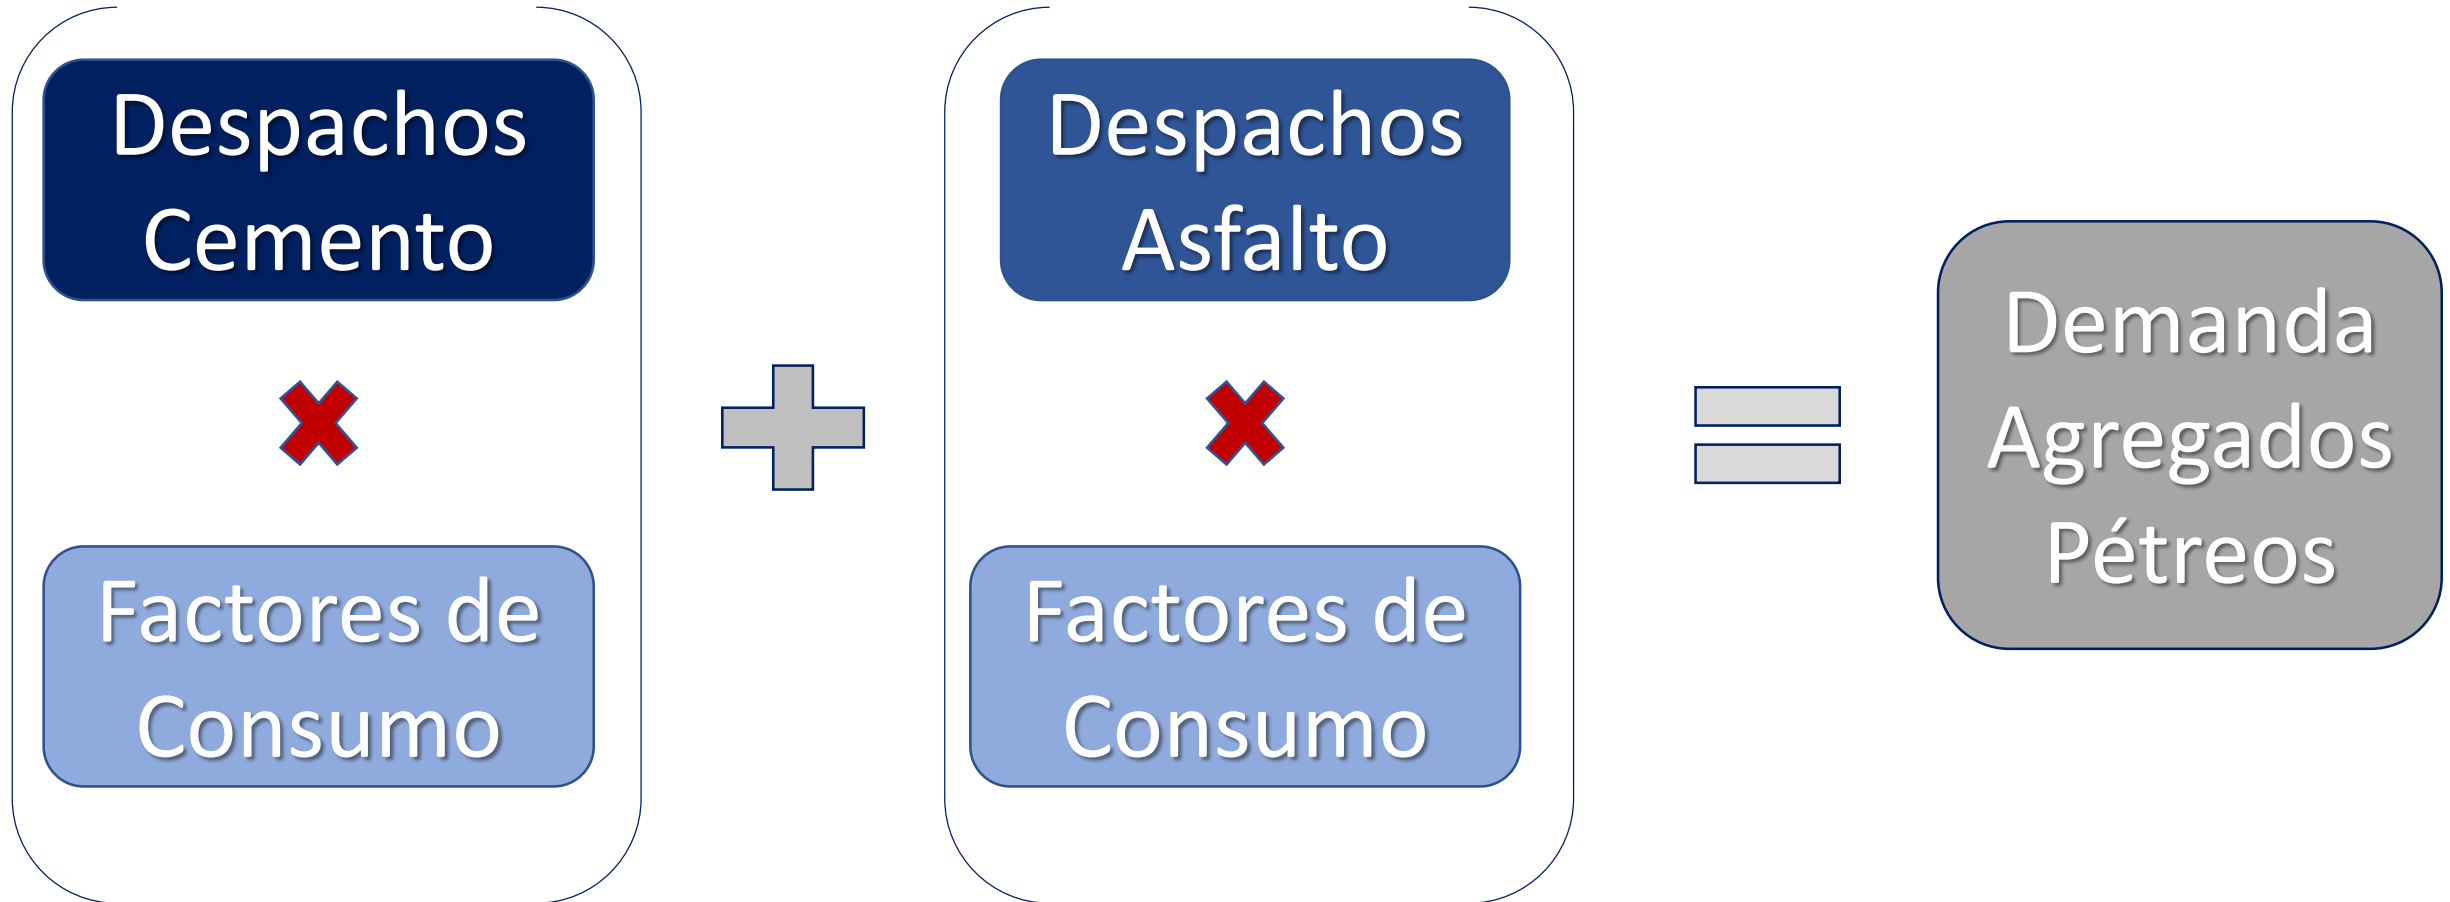 Despachos
Cemento
Factores de
Consumo
Despachos
Asfalto
Factores de
Consumo
Demanda
Agregados
Pétreos